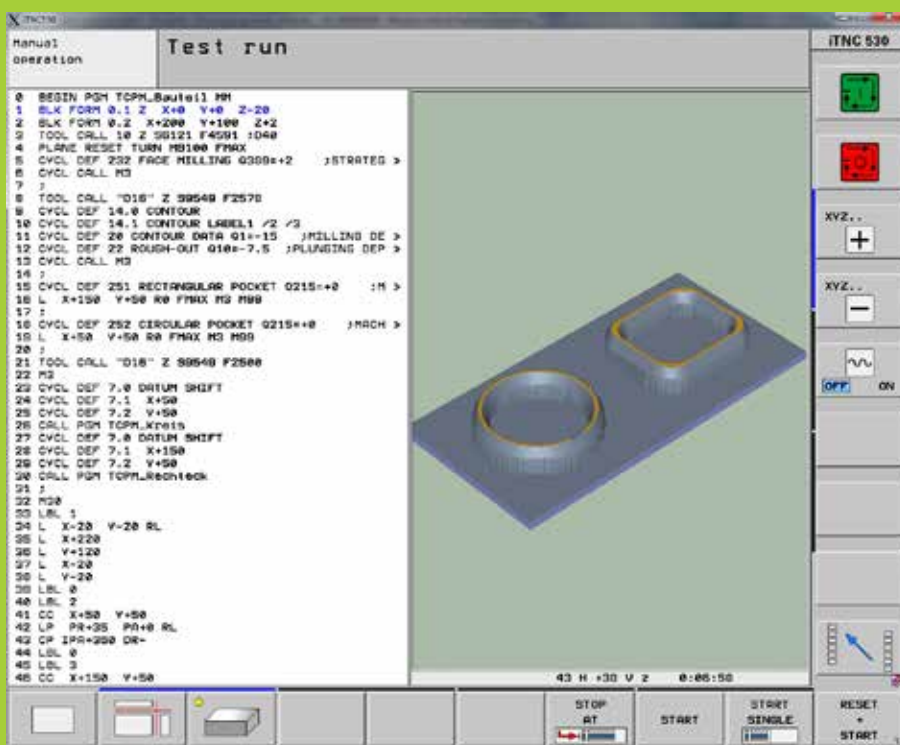 iTNC530
Manual operation
Test run
iTNC 530
0 BEGIN PGM TCPM_Bauteil MM
1 BLK FORM 0.1 Z X+0 Y+0 Z-20
2 BLK FORM 0.2 X+200 Y+100 Z+2
3 TOOL CALL 10 Z S6121 F4591 ;D40
4 PLANE RESET TURN MB100 FMAX
5 CYCL DEF 232 FACE MILLING Q389=+2 ;STRATEG >
6 CYCL CALL M3
7 ;
8 TOOL CALL "D16" Z S9549 F2570
9 CYCL DEF 14.0 CONTOUR
10 CYCL DEF 14.1 CONTOUR LABEL1 /2 /3
11 CYCL DEF 20 CONTOUR DATA Q1=-15 ;MILLING DE >
12 CYCL DEF 22 ROUGH-OUT Q10=-7.5 ;PLUNGING DEP >
13 CYCL CALL M3
14 ;
15 CYCL DEF 251 RECTANGULAR POCKET Q215=+0 ;M >
16 L X+150 Y+50 R0 FMAX M3 M99
17 ;
18 CYCL DEF 252 CIRCULAR POCKET Q215=+0 ;MACH >
19 L X+50 Y+50 R0 FMAX M3 M99
20 ;
21 TOOL CALL "D16" Z S9549 F2500
22 M3
23 CYCL DEF 7.0 DATUM SHIFT
24 CYCL DEF 7.1 X+50
25 CYCL DEF 7.2 Y+50
26 CALL PGM TCPM_Kreis
27 CYCL DEF 7.0 DATUM SHIFT
28 CYCL DEF 7.1 X+150
29 CYCL DEF 7.2 Y+50
30 CALL PGM TCPM_Rechteck
31 ;
32 M30
33 LBL 1
34 L X-20 Y-20 RL
35 L X+220
36 L Y+120
37 L X-20
38 L Y-20
39 LBL 0
40 LBL 2
41 CC X+50 Y+50
42 LP PR+35 PA+0 RL
43 CP IPA+360 DR-
44 LBL 0
45 LBL 3
46 CC X+150 Y+50
43 H +30 V 2 0:06:50
XYZ..
+
XYZ..
−
OFF ON
STOP AT
START
START SINGLE
RESET + START